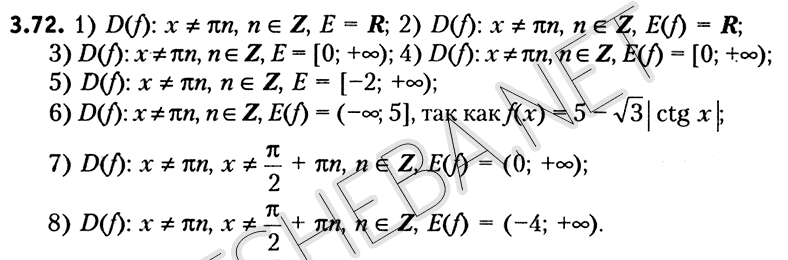 3.72. 1) D(f): x ≠ πn, n ∈ Z, E = R; 2) D(f): x ≠ πn, n ∈ Z, E(f) = R;
3) D(f): x ≠ πn, n ∈ Z, E = [0; +∞); 4) D(f): x ≠ πn, n ∈ Z, E(f) = [0; +∞);
5) D(f): x ≠ πn, n ∈ Z, E = [−2; +∞);
6) D(f): x ≠ πn, n ∈ Z, E(f) = (−∞; 5], так как f(x) = 5 − √3| ctg x |;
7) D(f): x ≠ πn, x ≠ π/2 + πn, n ∈ Z, E(f) = (0; +∞);
8) D(f): x ≠ πn, x ≠ π/2 + πn, n ∈ Z, E(f) = (−4; +∞).